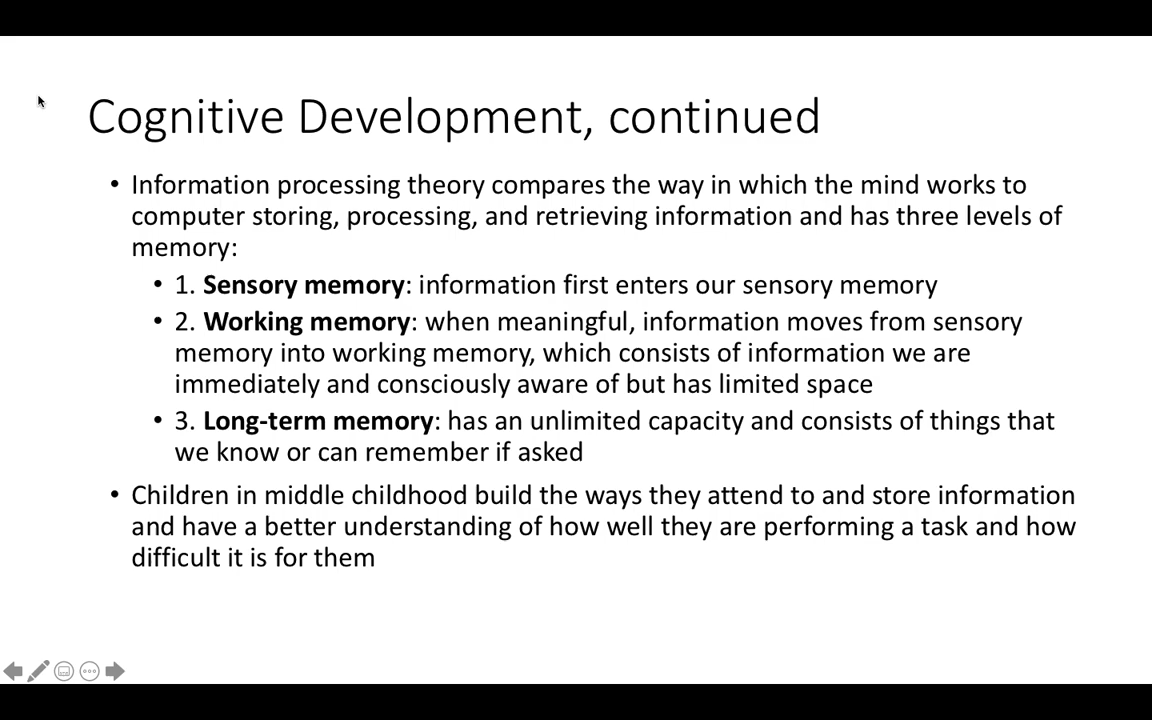 Cognitive Development, continued
• Information processing theory compares the way in which the mind works to
computer storing, processing, and retrieving information and has three levels of
memory:
• 1. Sensory memory: information first enters our sensory memory
• 2. Working memory: when meaningful, information moves from sensory
memory into working memory, which consists of information we are
immediately and consciously aware of but has limited space
• 3. Long-term memory: has an unlimited capacity and consists of things that
we know or can remember if asked
• Children in middle childhood build the ways they attend to and store information
and have a better understanding of how well they are performing a task and how
difficult it is for them